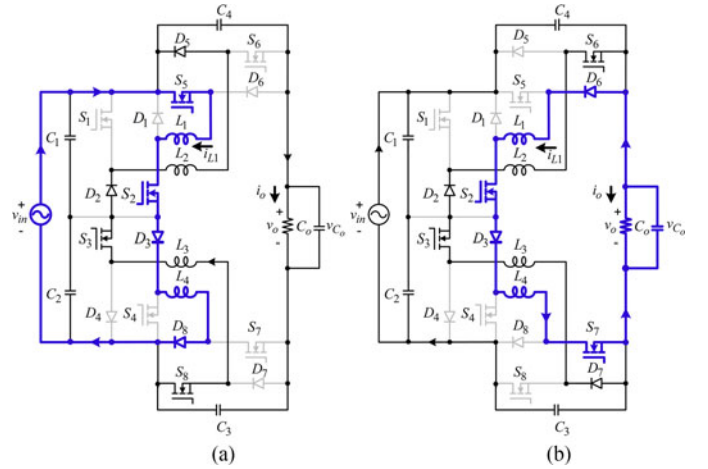 C4
D5
S6
S5
D6
S1
D1
L1
iL1
L2
C1
D2
S2
vin
+
-
S3
D3
io
+
vo
-
Co
vCo
L3
L4
C2
D4
S4
D8
S7
S8
D7
C3
(a)
C4
D5
S6
S5
D6
S1
D1
L1
iL1
L2
C1
D2
S2
vin
+
-
S3
D3
io
+
vo
-
Co
vCo
L3
L4
C2
D4
S4
D8
S7
S8
D7
C3
(b)